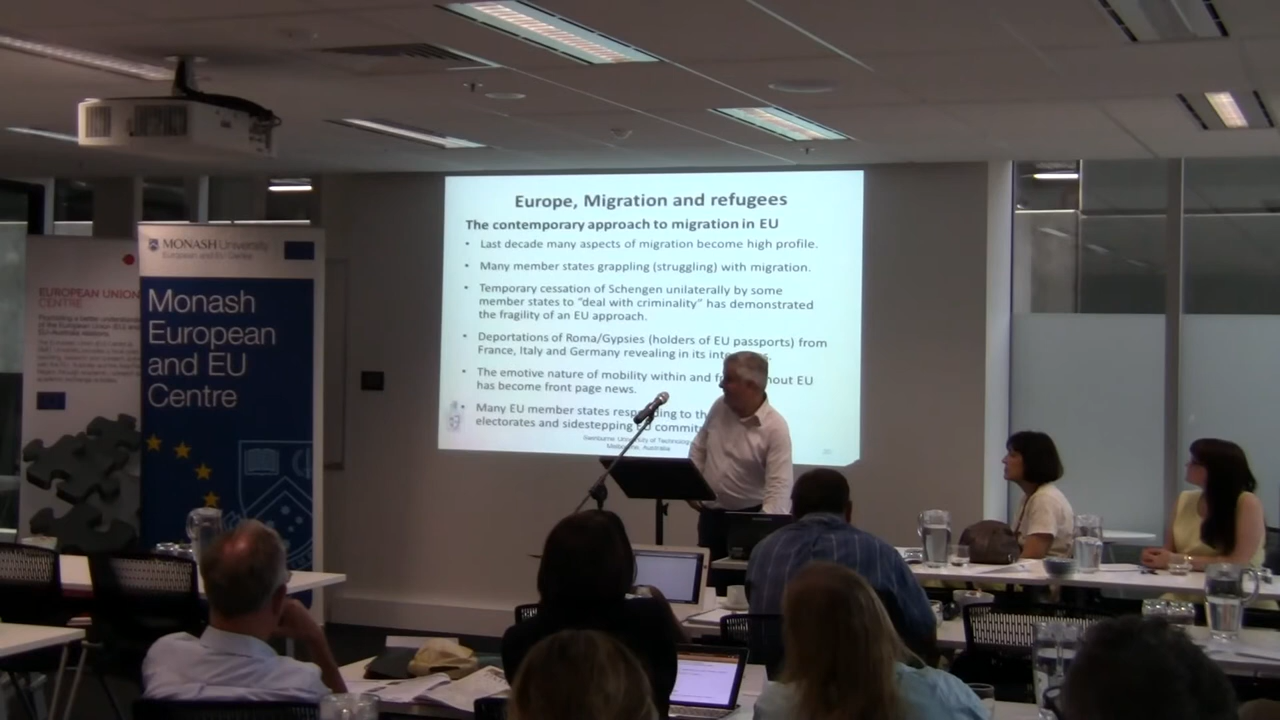 Europe, Migration and refugees
The contemporary approach to migration in EU
• Last decade many aspects of migration become high profile.
• Many member states grappling (struggling) with migration.
• Temporary cessation of Schengen unilaterally by some
member states to “deal with criminality” has demonstrated
the fragility of an EU approach.
• Deportations of Roma/Gypsies (holders of EU passports) from
France, Italy and Germany revealing in its
• The emotive nature of mobility within and EU
has become front page news.
• Many EU member states to
electorates and sidestepping EU
Swinburne University of Technology
Melbourne, Australia
MONASH University
European and EU Centre
Monash
European
and EU
Centre
EUROPEAN UNION
CENTRE